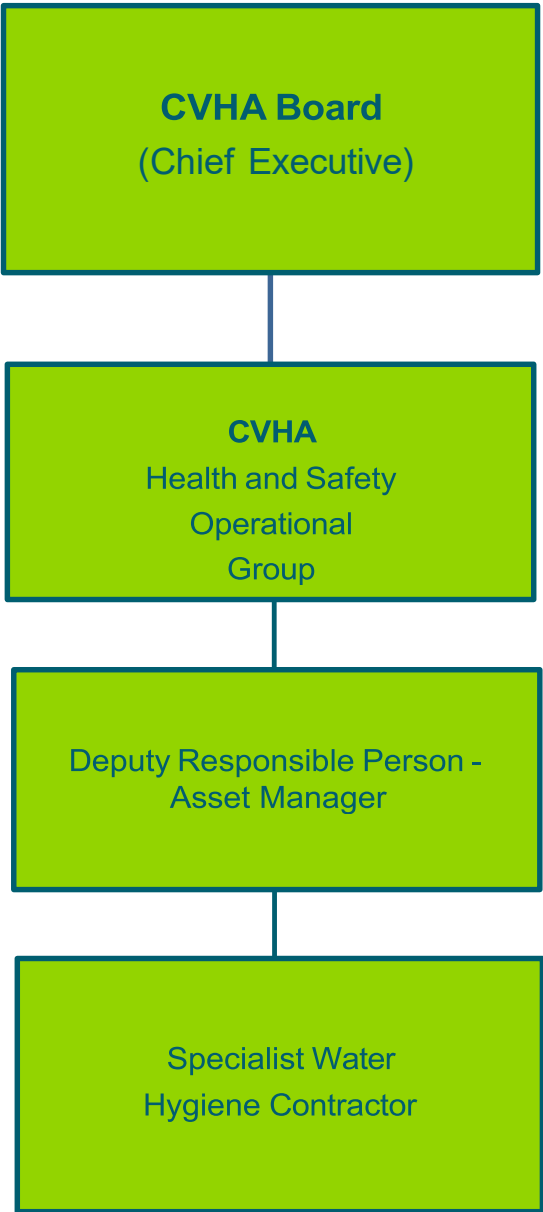 CVHA Board
(Chief Executive)
CVHA
Health and Safety
Operational
Group
Deputy Responsible Person -
Asset Manager
Specialist Water
Hygiene Contractor